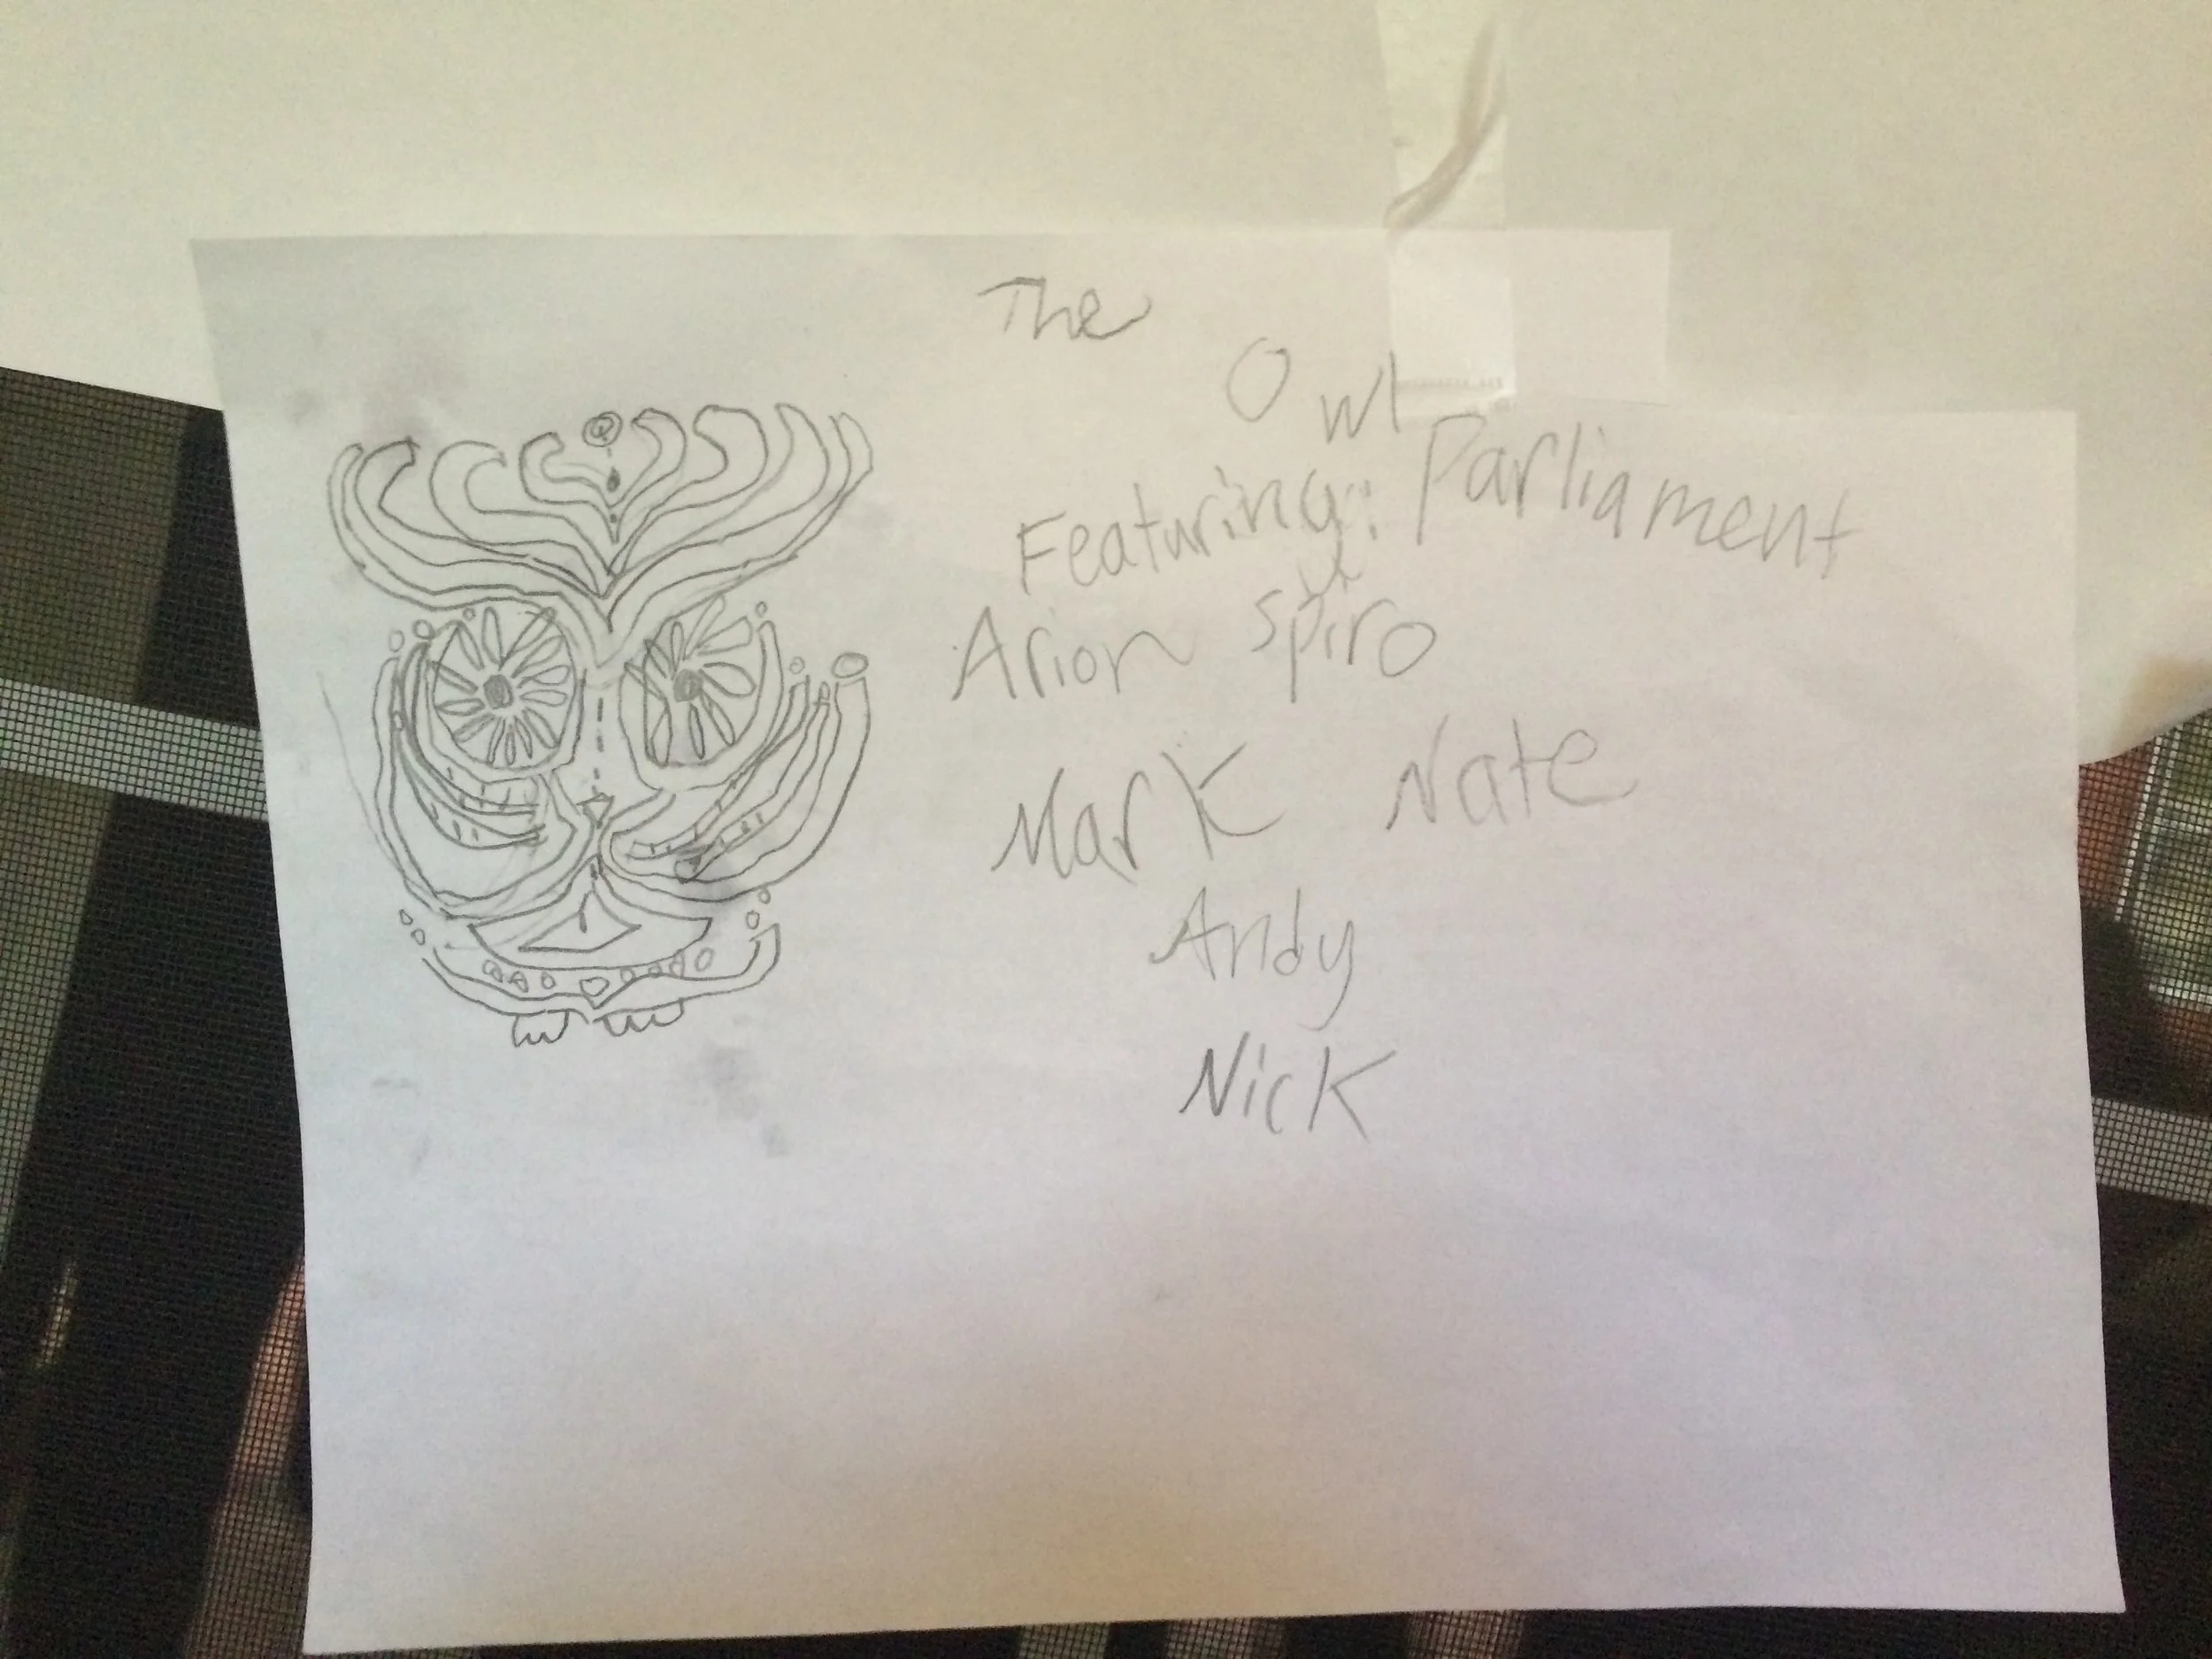 The
Owl
Parliament
Featuring:
Arion Spiro
Mark Nate
Andy
Nick